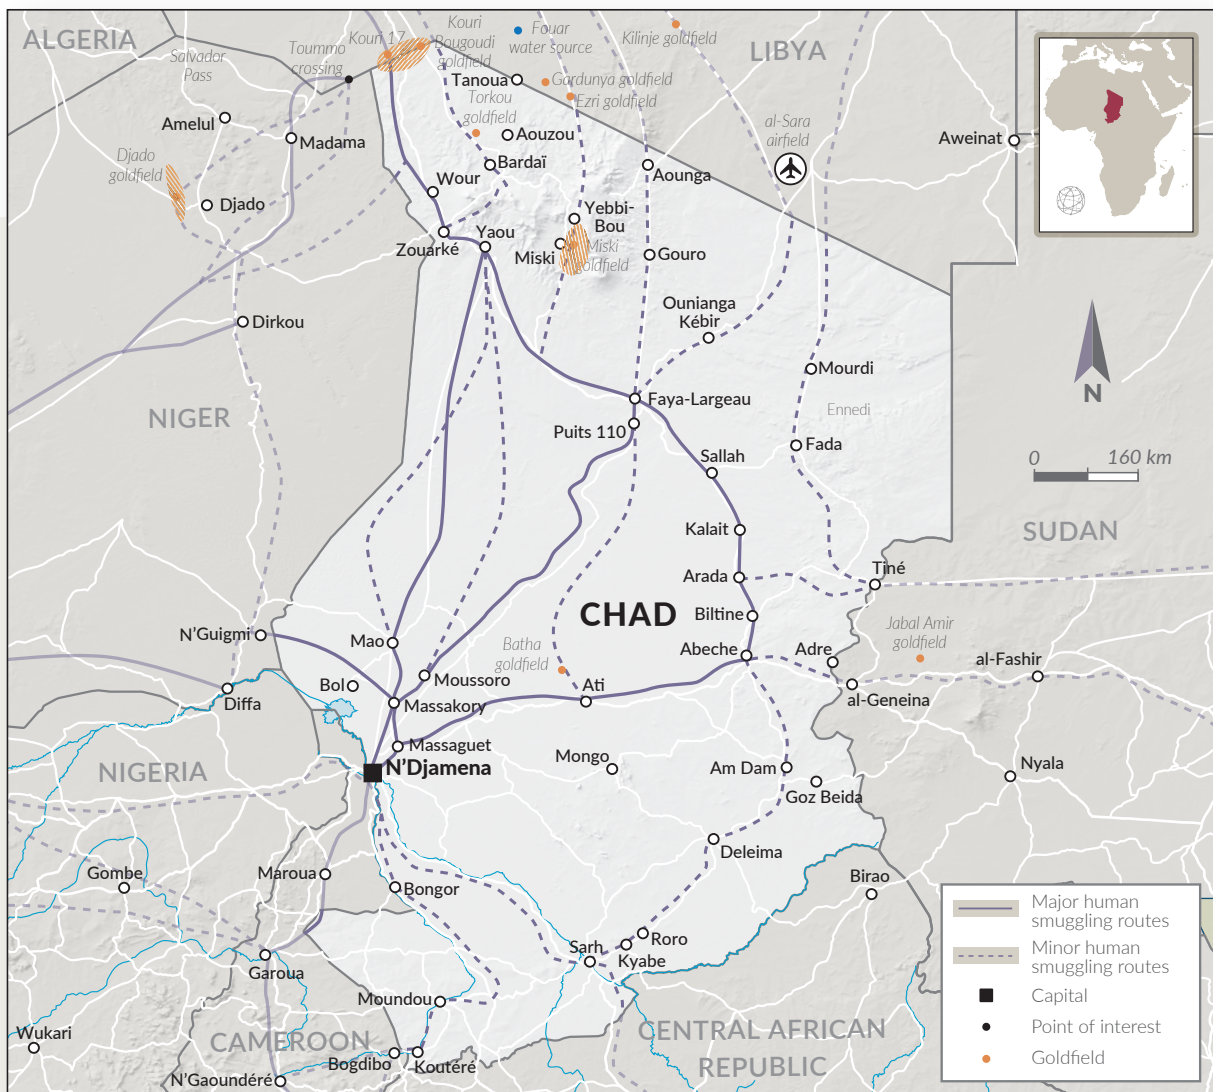 ALGERIA
Salvador
Pass
Toummo
crossing
Kouri 17
Kouri
Bougoudi
goldfield
Fouar
water source
Kilinje goldfield
LIBYA
Tanoua
Gardunya goldfield
Torkou
goldfield
Ezri goldfield
Amelul
Madama
Aouzou
al-Sara
airfield
Aweinat
Djado
goldfield
Bardaï
Aounga
Wour
Djado
Yebbi-
Bou
Zouarké
Yaou
Miski
Miski
goldfield
Gouro
Ounianga
Kébir
Dirkou
Mourdi
N
NIGER
Faya-Largeau
Ennedi
Puits 110
Fada
Sallah
0
160 km
Kalait
SUDAN
Arada
Tiné
CHAD
Biltine
N'Guigmi
Mao
Batha
goldfield
Abeche
Adre
Jabal Amir
goldfield
al-Fashir
Bol
Moussoro
Ati
Diffa
Massakory
al-Geneina
Massaguet
NIGERIA
N'Djamena
Mongo
Am Dam
Nyala
Goz Beida
Deleima
Gombe
Maroua
Bongor
Birao
Roro
Sarh
Kyabe
Garoua
Moundou
Wukari
CAMEROON
Bogdibo
Koutéré
N'Gaoundéré
CENTRAL AFRICAN
REPUBLIC
Major human
smuggling routes
Minor human
smuggling routes
Capital
Point of interest
Goldfield